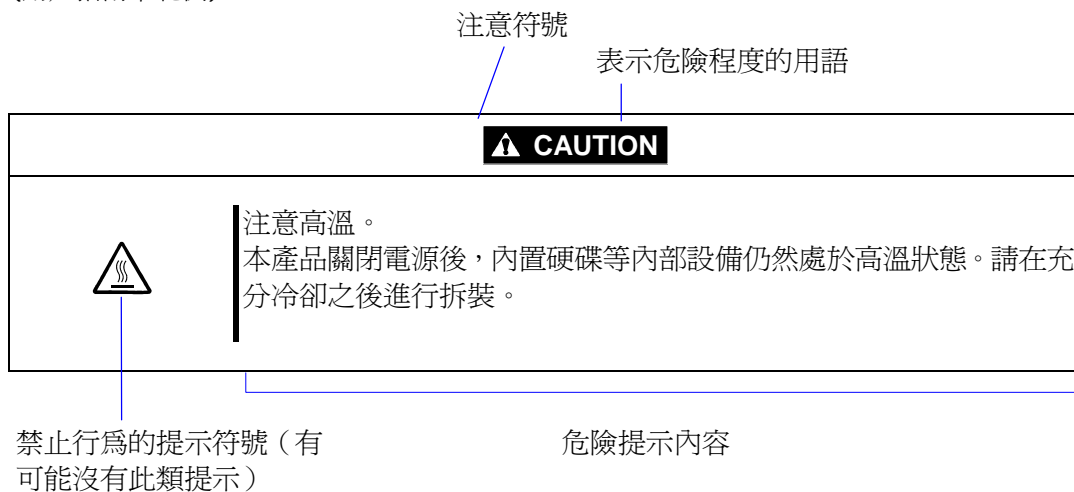 注意符號
表示危險程度的用語
CAUTION
注意高溫。
本產品關閉電源後，內置硬碟等內部設備仍然處於高溫狀態。請在充
分冷卻之後進行拆裝。
禁止行爲的提示符號（有
可能沒有此類提示）
危險提示內容